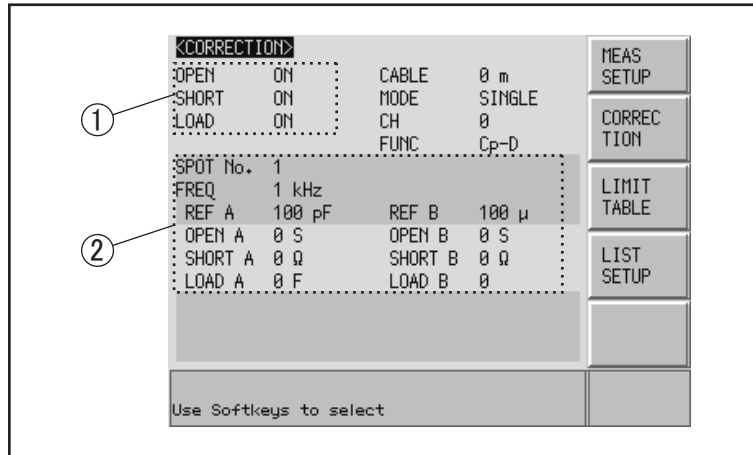 <CORRECTION>
OPEN ON CABLE 0 m
SHORT ON MODE SINGLE
LOAD ON CH 0
FUNC Cp-D
SPOT No. 1
FREQ 1 kHz
REF A 100 pF REF B 100 μ
OPEN A 0 S OPEN B 0 S
SHORT A 0 Ω SHORT B 0 Ω
LOAD A 0 F LOAD B 0
Use Softkeys to select
MEAS
SETUP
CORREC
TION
LIMIT
TABLE
LIST
SETUP
1
2